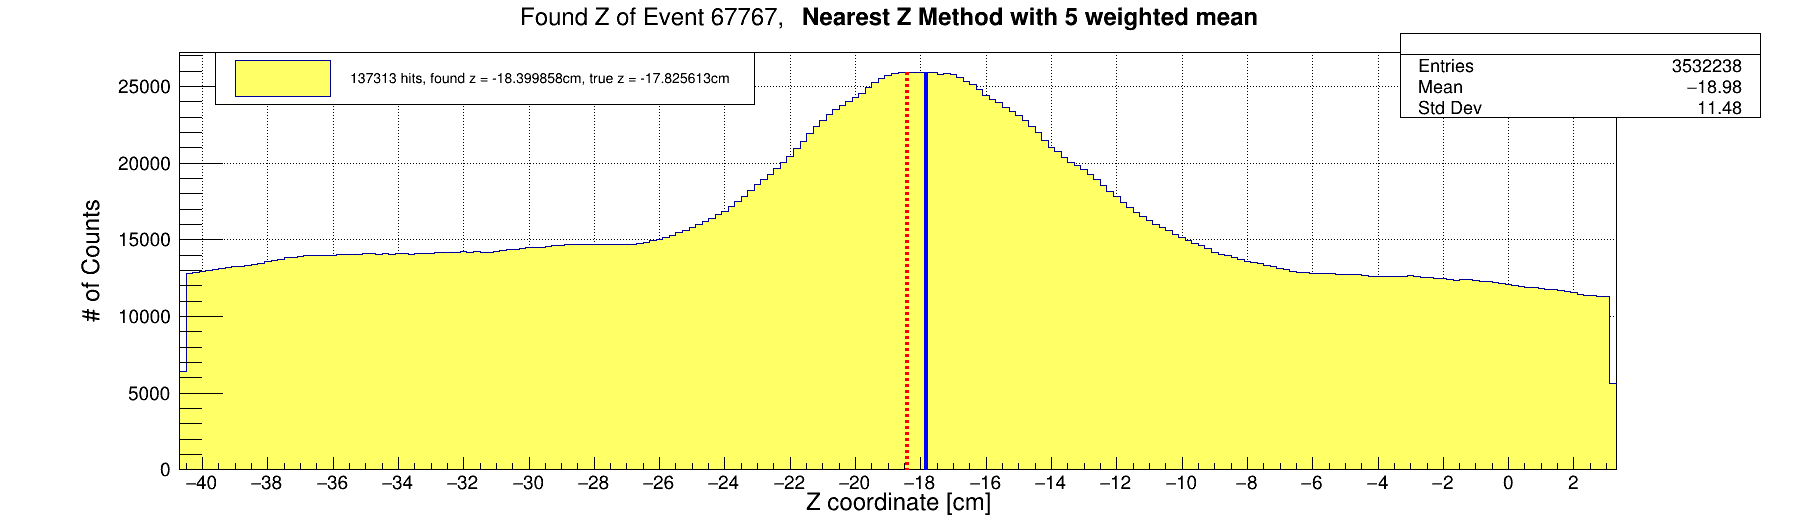 Found Z of Event 67767, Nearest Z Method with 5 weighted mean
137313 hits, found z = -18.399858cm, true z = -17.825613cm
Entries 3532238
Mean −18.98
Std Dev 11.48
25000
20000
15000
10000
5000
0
# of Counts
−40 −38 −36 −34 −32 −30 −28 −26 −24 −22 −20 −18 −16 −14 −12 −10 −8 −6 −4 −2 0 2
Z coordinate [cm]